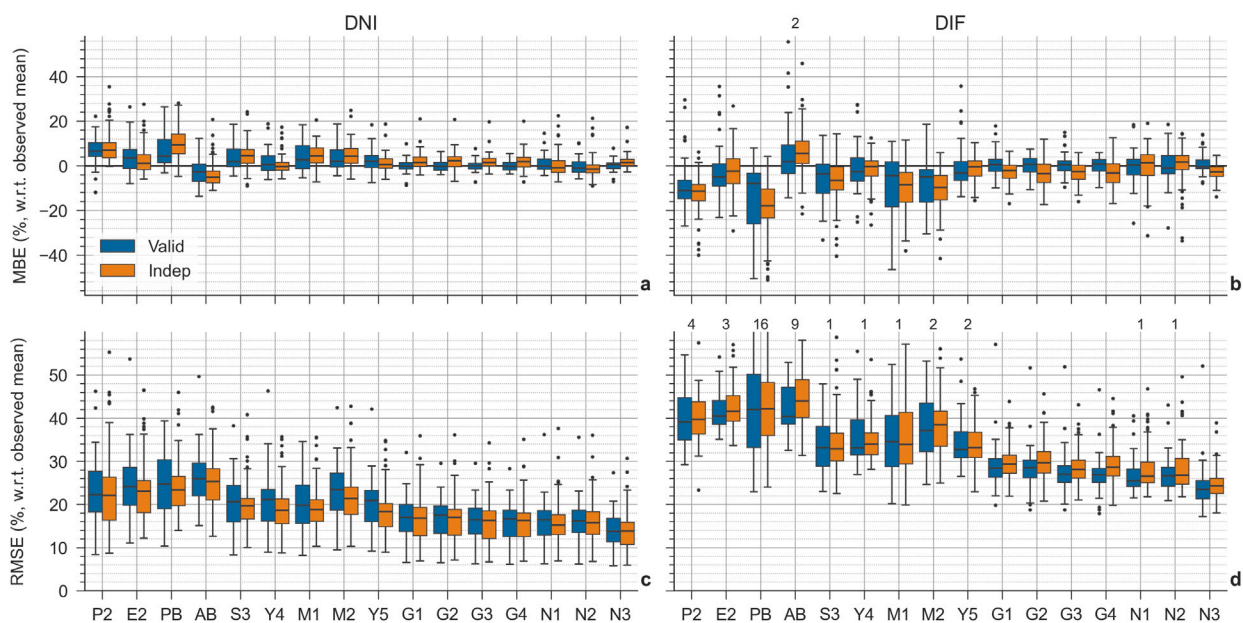 DNI
2 DIF
MBE (%, w.r.t. observed mean)
40
20
0
−20
−40
Valid
Indep
a
b
4 3 16 9 1 1 1 2 2 1 1
RMSE (%, w.r.t. observed mean)
50
40
30
20
10
0
c
d
P2 E2 PB AB S3 Y4 M1 M2 Y5 G1 G2 G3 G4 N1 N2 N3
P2 E2 PB AB S3 Y4 M1 M2 Y5 G1 G2 G3 G4 N1 N2 N3